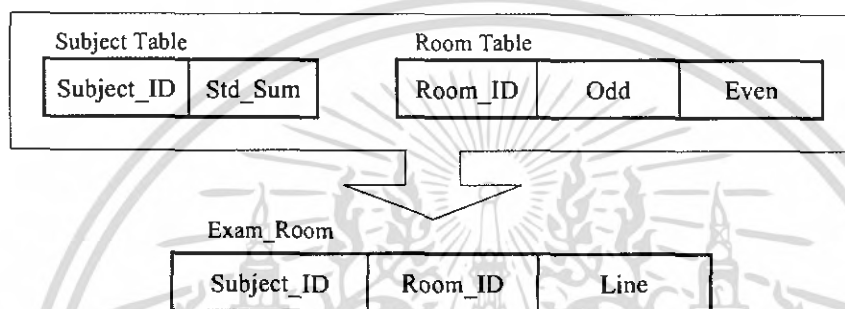 Subject Table
Room Table
Subject_ID Std_Sum
Room_ID Odd Even
Exam_Room
Subject_ID Room_ID Line